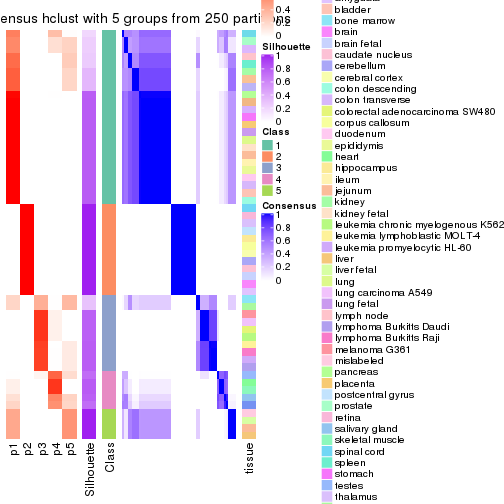 ensus hclust with 5 groups from 250 partitions
0.4
0.2
0
Silhouette
1
0.8
0.6
0.4
0.2
0
Class
1
2
3
4
5
Consensus
1
0.8
0.6
0.4
0.2
0
p1
p2
p3
p4
p5
Silhouette
Class
tissue
bladder
bone marrow
brain
brain fetal
caudate nucleus
cerebellum
cerebral cortex
colon descending
colon transverse
colorectal adenocarcinoma SW480
corpus callosum
duodenum
epididymis
heart
hippocampus
ileum
jejunum
kidney
kidney fetal
leukemia chronic myelogenous K562
leukemia lymphoblastic MOLT-4
leukemia promyelocytic HL-60
liver
liver fetal
lung
lung carcinoma A549
lung fetal
lymph node
lymphoma Burkitts Daudi
lymphoma Burkitts Raji
melanoma G361
mislabeled
pancreas
placenta
postcentral gyrus
prostate
retina
salivary gland
skeletal muscle
spinal cord
spleen
stomach
testes
thalamus